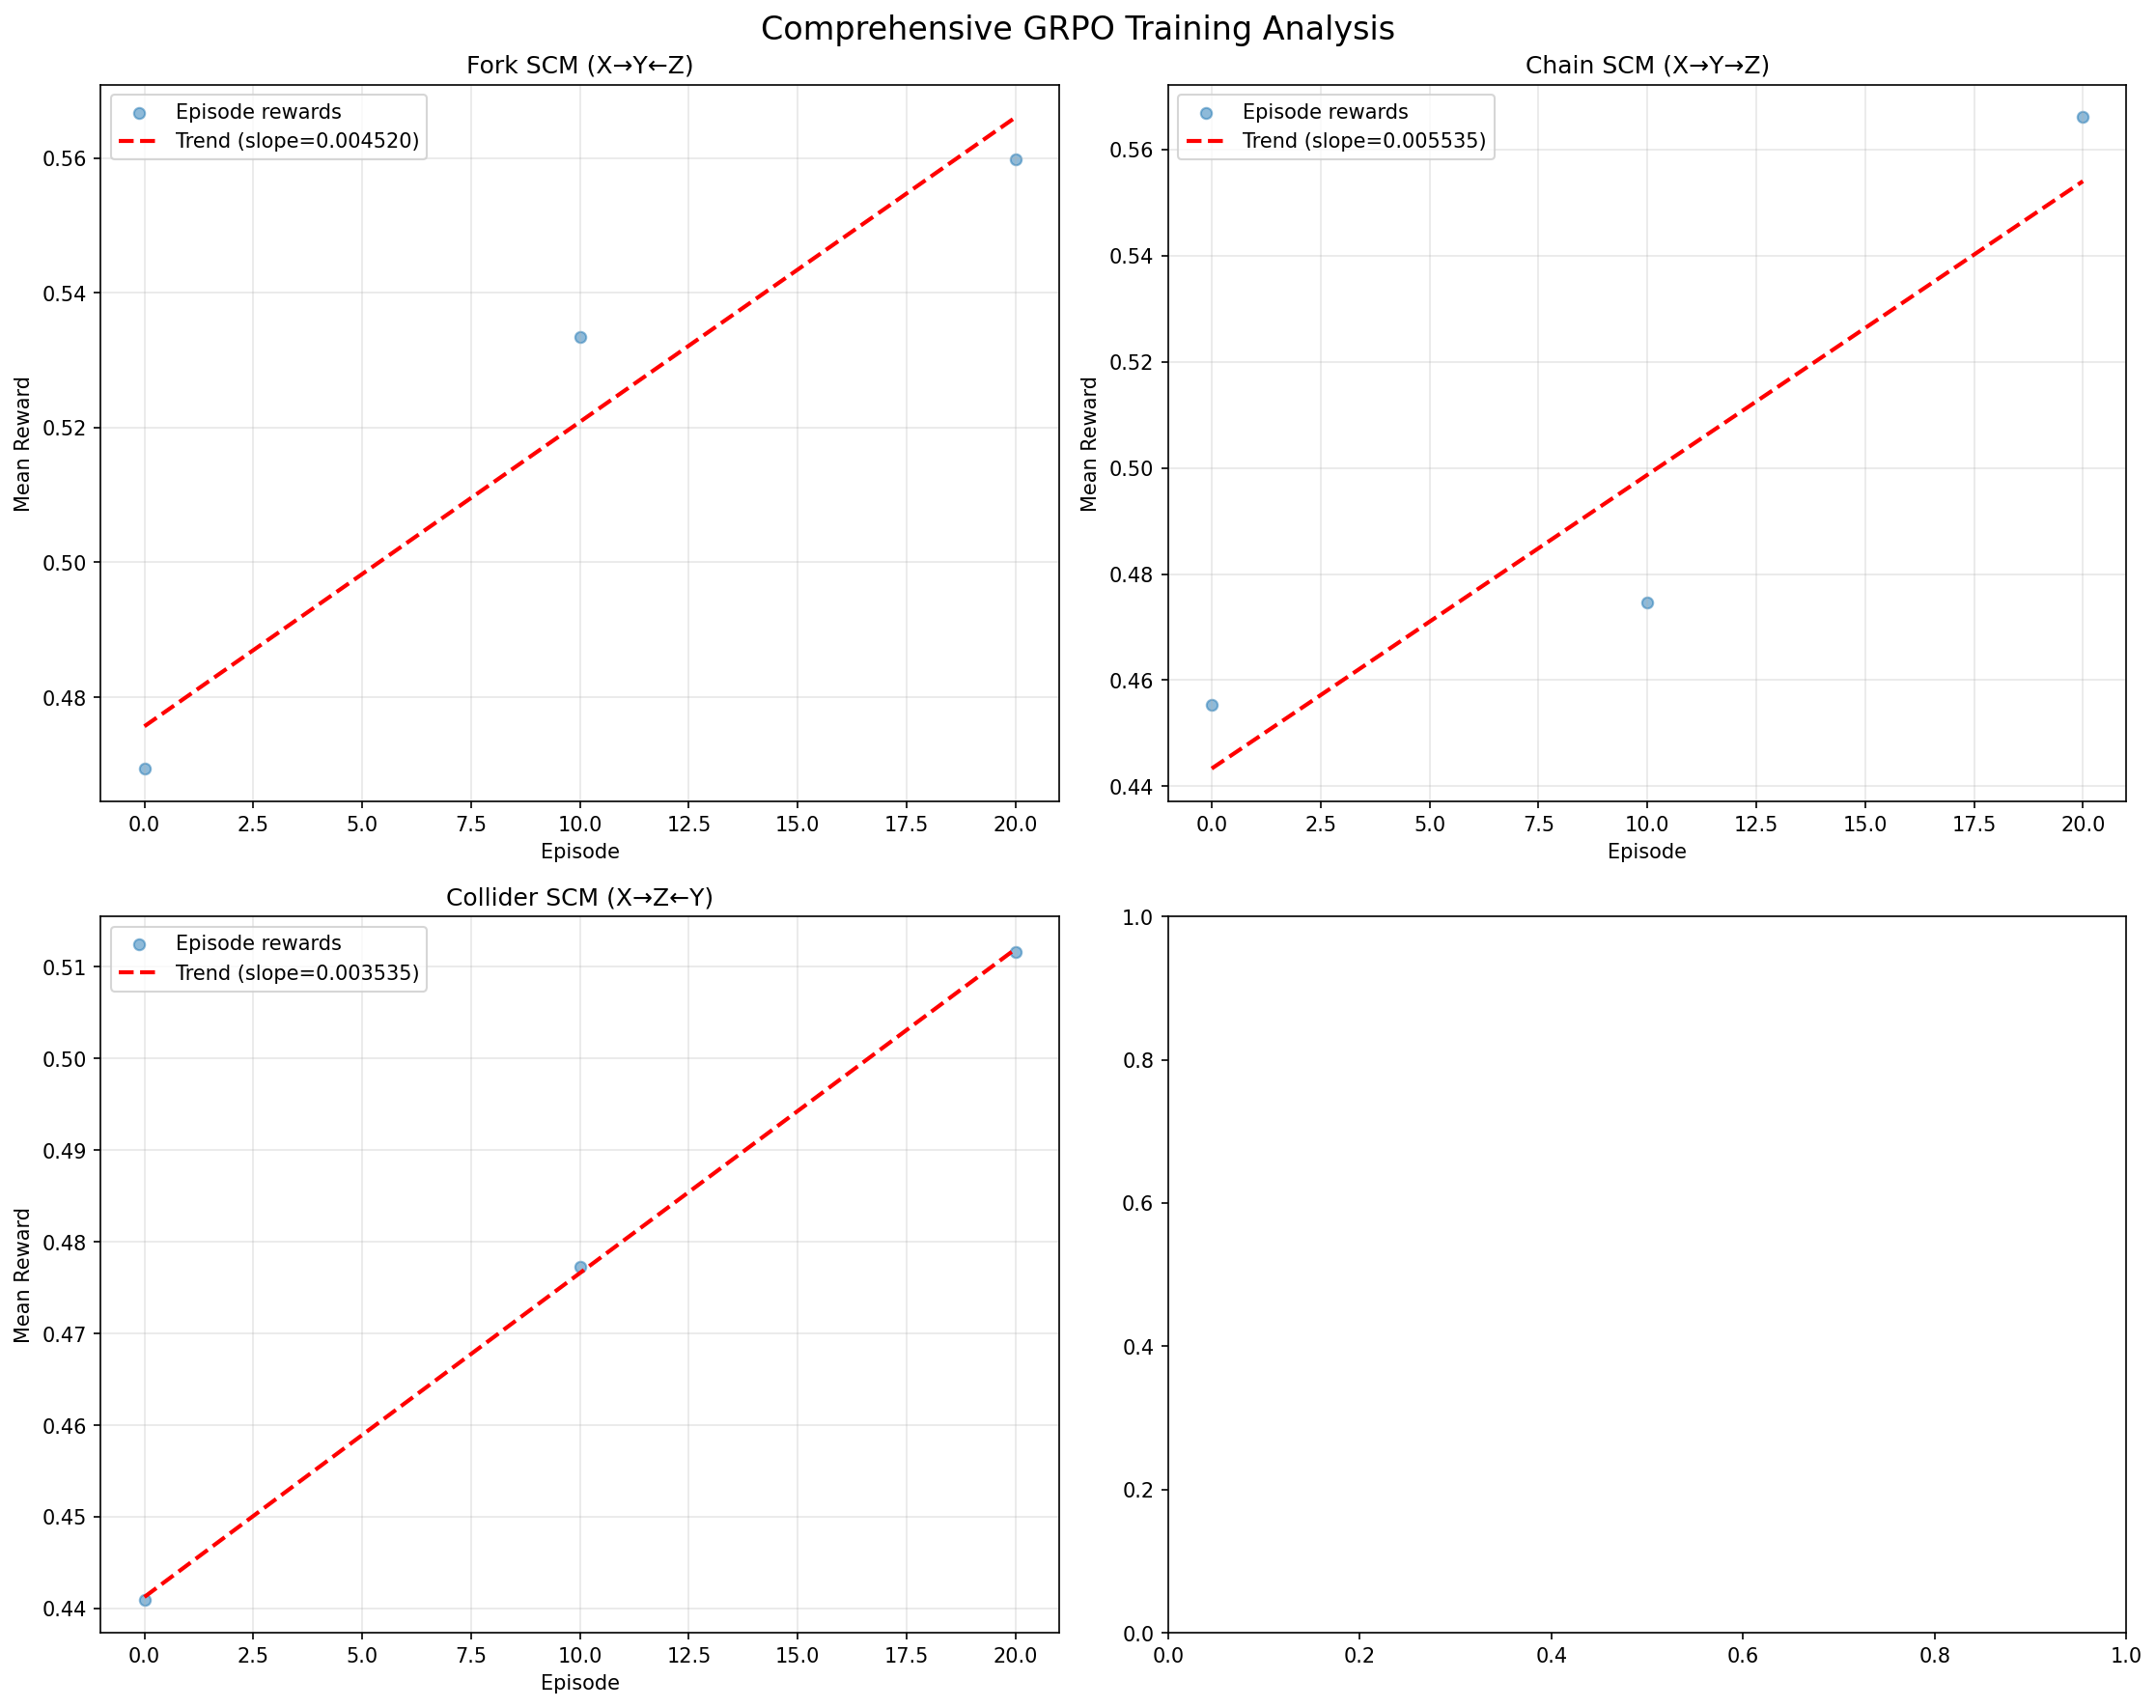 Comprehensive GRPO Training Analysis
Fork SCM (X→Y←Z)
Episode rewards
Trend (slope=0.004520)
Mean Reward
0.56
0.54
0.52
0.50
0.48
0.0 2.5 5.0 7.5 10.0 12.5 15.0 17.5 20.0
Episode
Chain SCM (X→Y→Z)
Episode rewards
Trend (slope=0.005535)
Mean Reward
0.56
0.54
0.52
0.50
0.48
0.46
0.44
0.0 2.5 5.0 7.5 10.0 12.5 15.0 17.5 20.0
Episode
Collider SCM (X→Z←Y)
Episode rewards
Trend (slope=0.003535)
Mean Reward
0.51
0.50
0.49
0.48
0.47
0.46
0.45
0.44
0.0 2.5 5.0 7.5 10.0 12.5 15.0 17.5 20.0
Episode
1.0
0.8
0.6
0.4
0.2
0.0
0.0 0.2 0.4 0.6 0.8 1.0